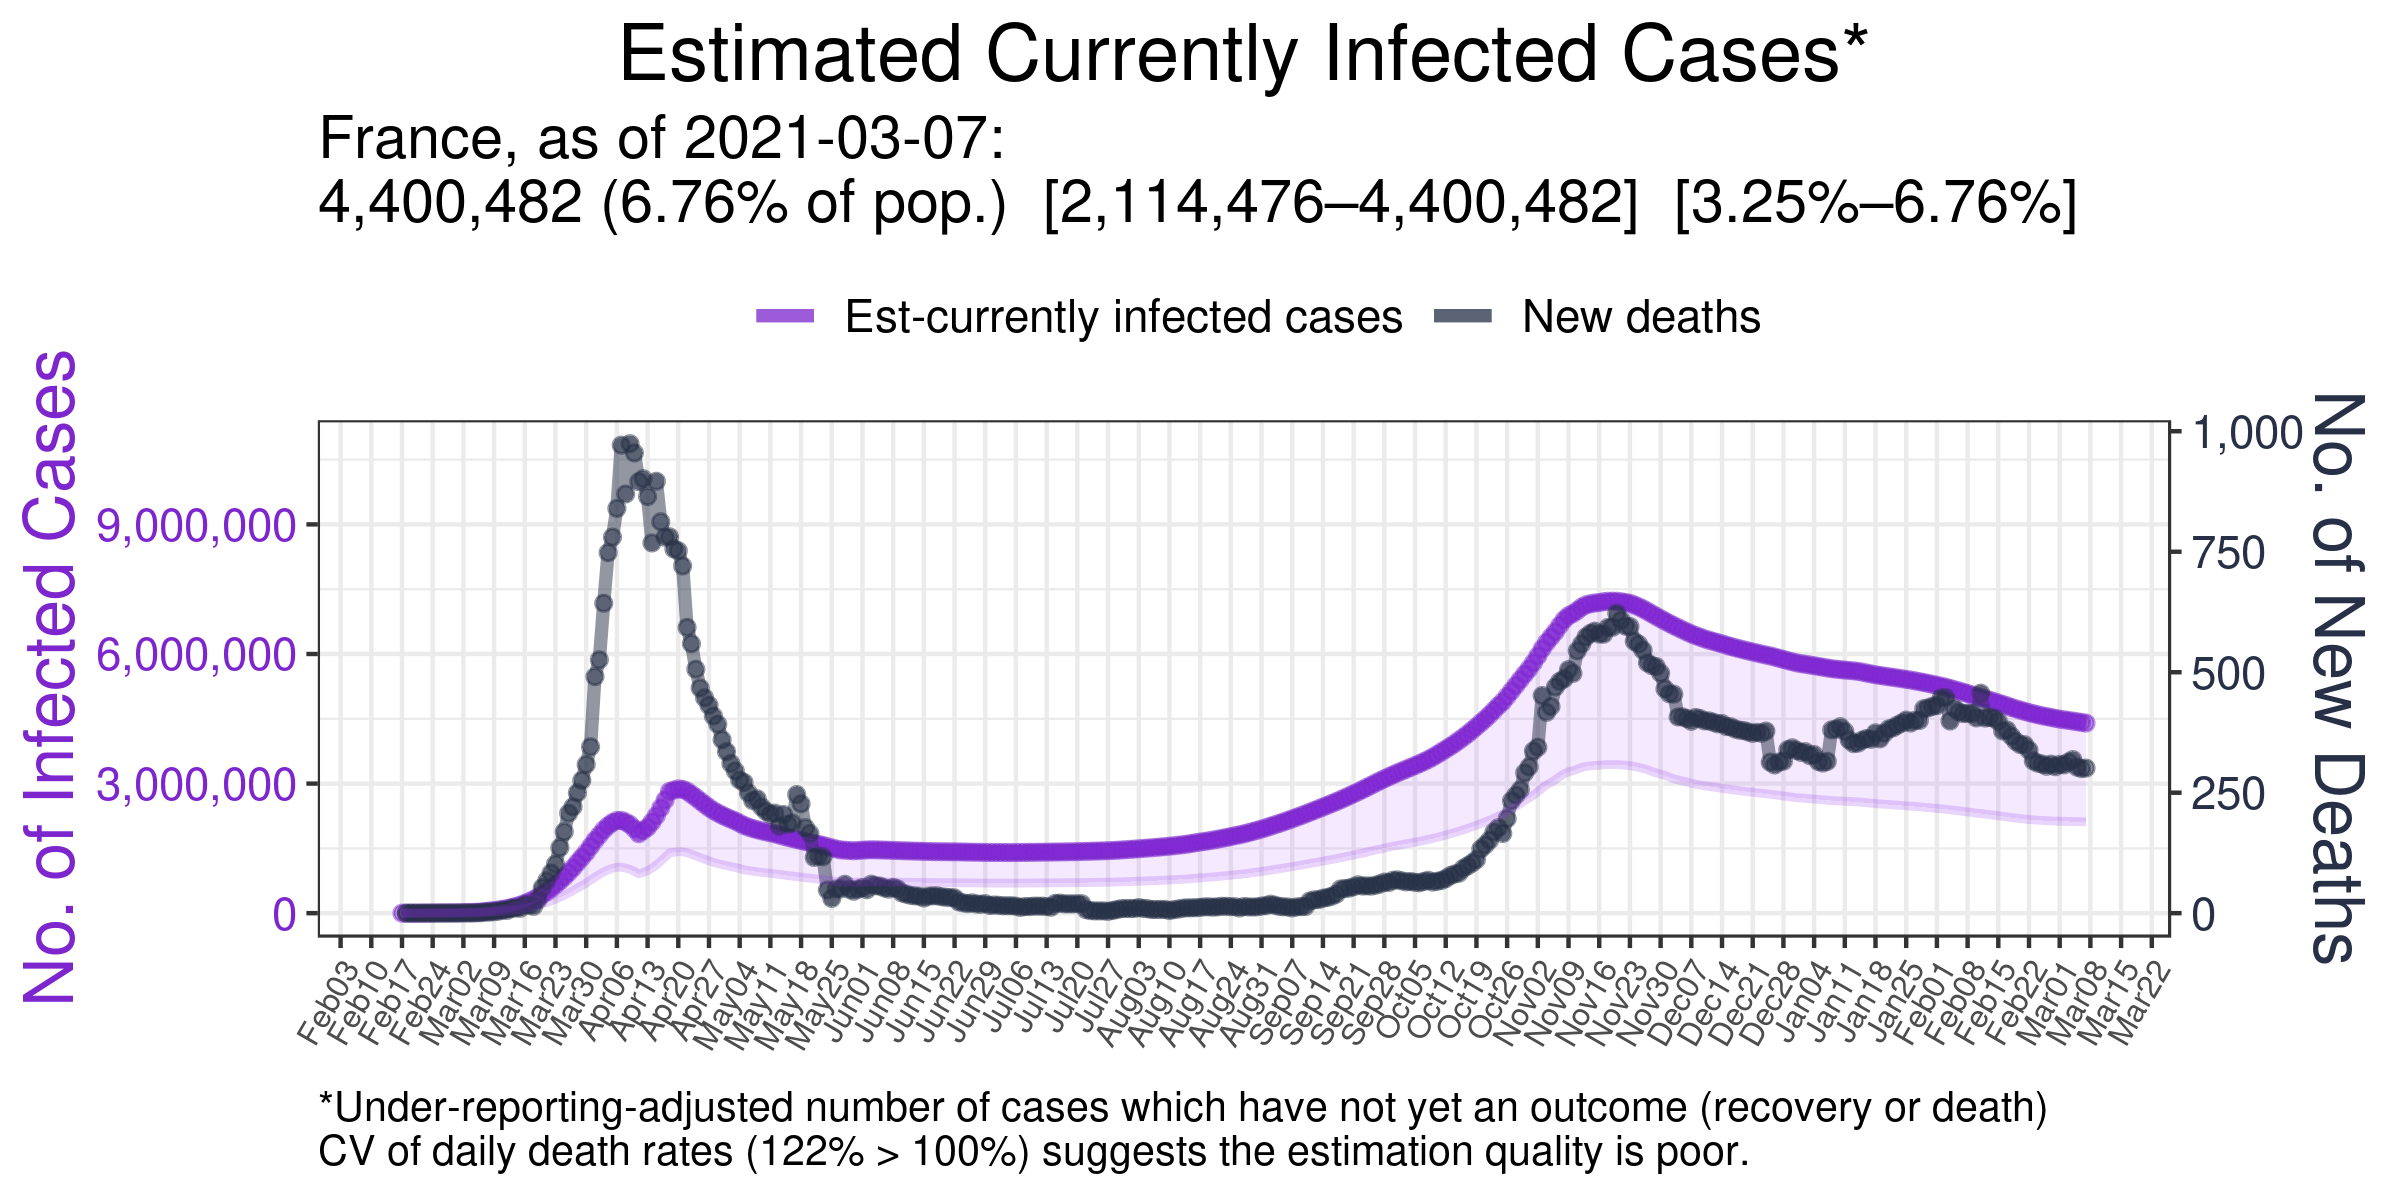 Estimated Currently Infected Cases*
France, as of 2021-03-07:
4,400,482 (6.76% of pop.) [2,114,476–4,400,482] [3.25%–6.76%]
Est-currently infected cases
New deaths
No. of Infected Cases
9,000,000
6,000,000
3,000,000
0
1,000
750
500
250
0
No. of New Deaths
Feb03
Feb10
Feb17
Feb24
Mar02
Mar09
Mar16
Mar23
Mar30
Apr06
Apr13
Apr20
Apr27
May04
May11
May18
May25
Jun01
Jun08
Jun15
Jun22
Jun29
Jul06
Jul13
Jul20
Jul27
Aug03
Aug10
Aug17
Aug24
Aug31
Sep07
Sep14
Sep21
Sep28
Oct05
Oct12
Oct19
Oct26
Nov02
Nov09
Nov16
Nov23
Nov30
Dec07
Dec14
Dec21
Dec28
Jan04
Jan11
Jan18
Jan25
Feb01
Feb08
Feb15
Feb22
Mar01
Mar08
Mar15
Mar22
*Under-reporting-adjusted number of cases which have not yet an outcome (recovery or death)
CV of daily death rates (122% > 100%) suggests the estimation quality is poor.